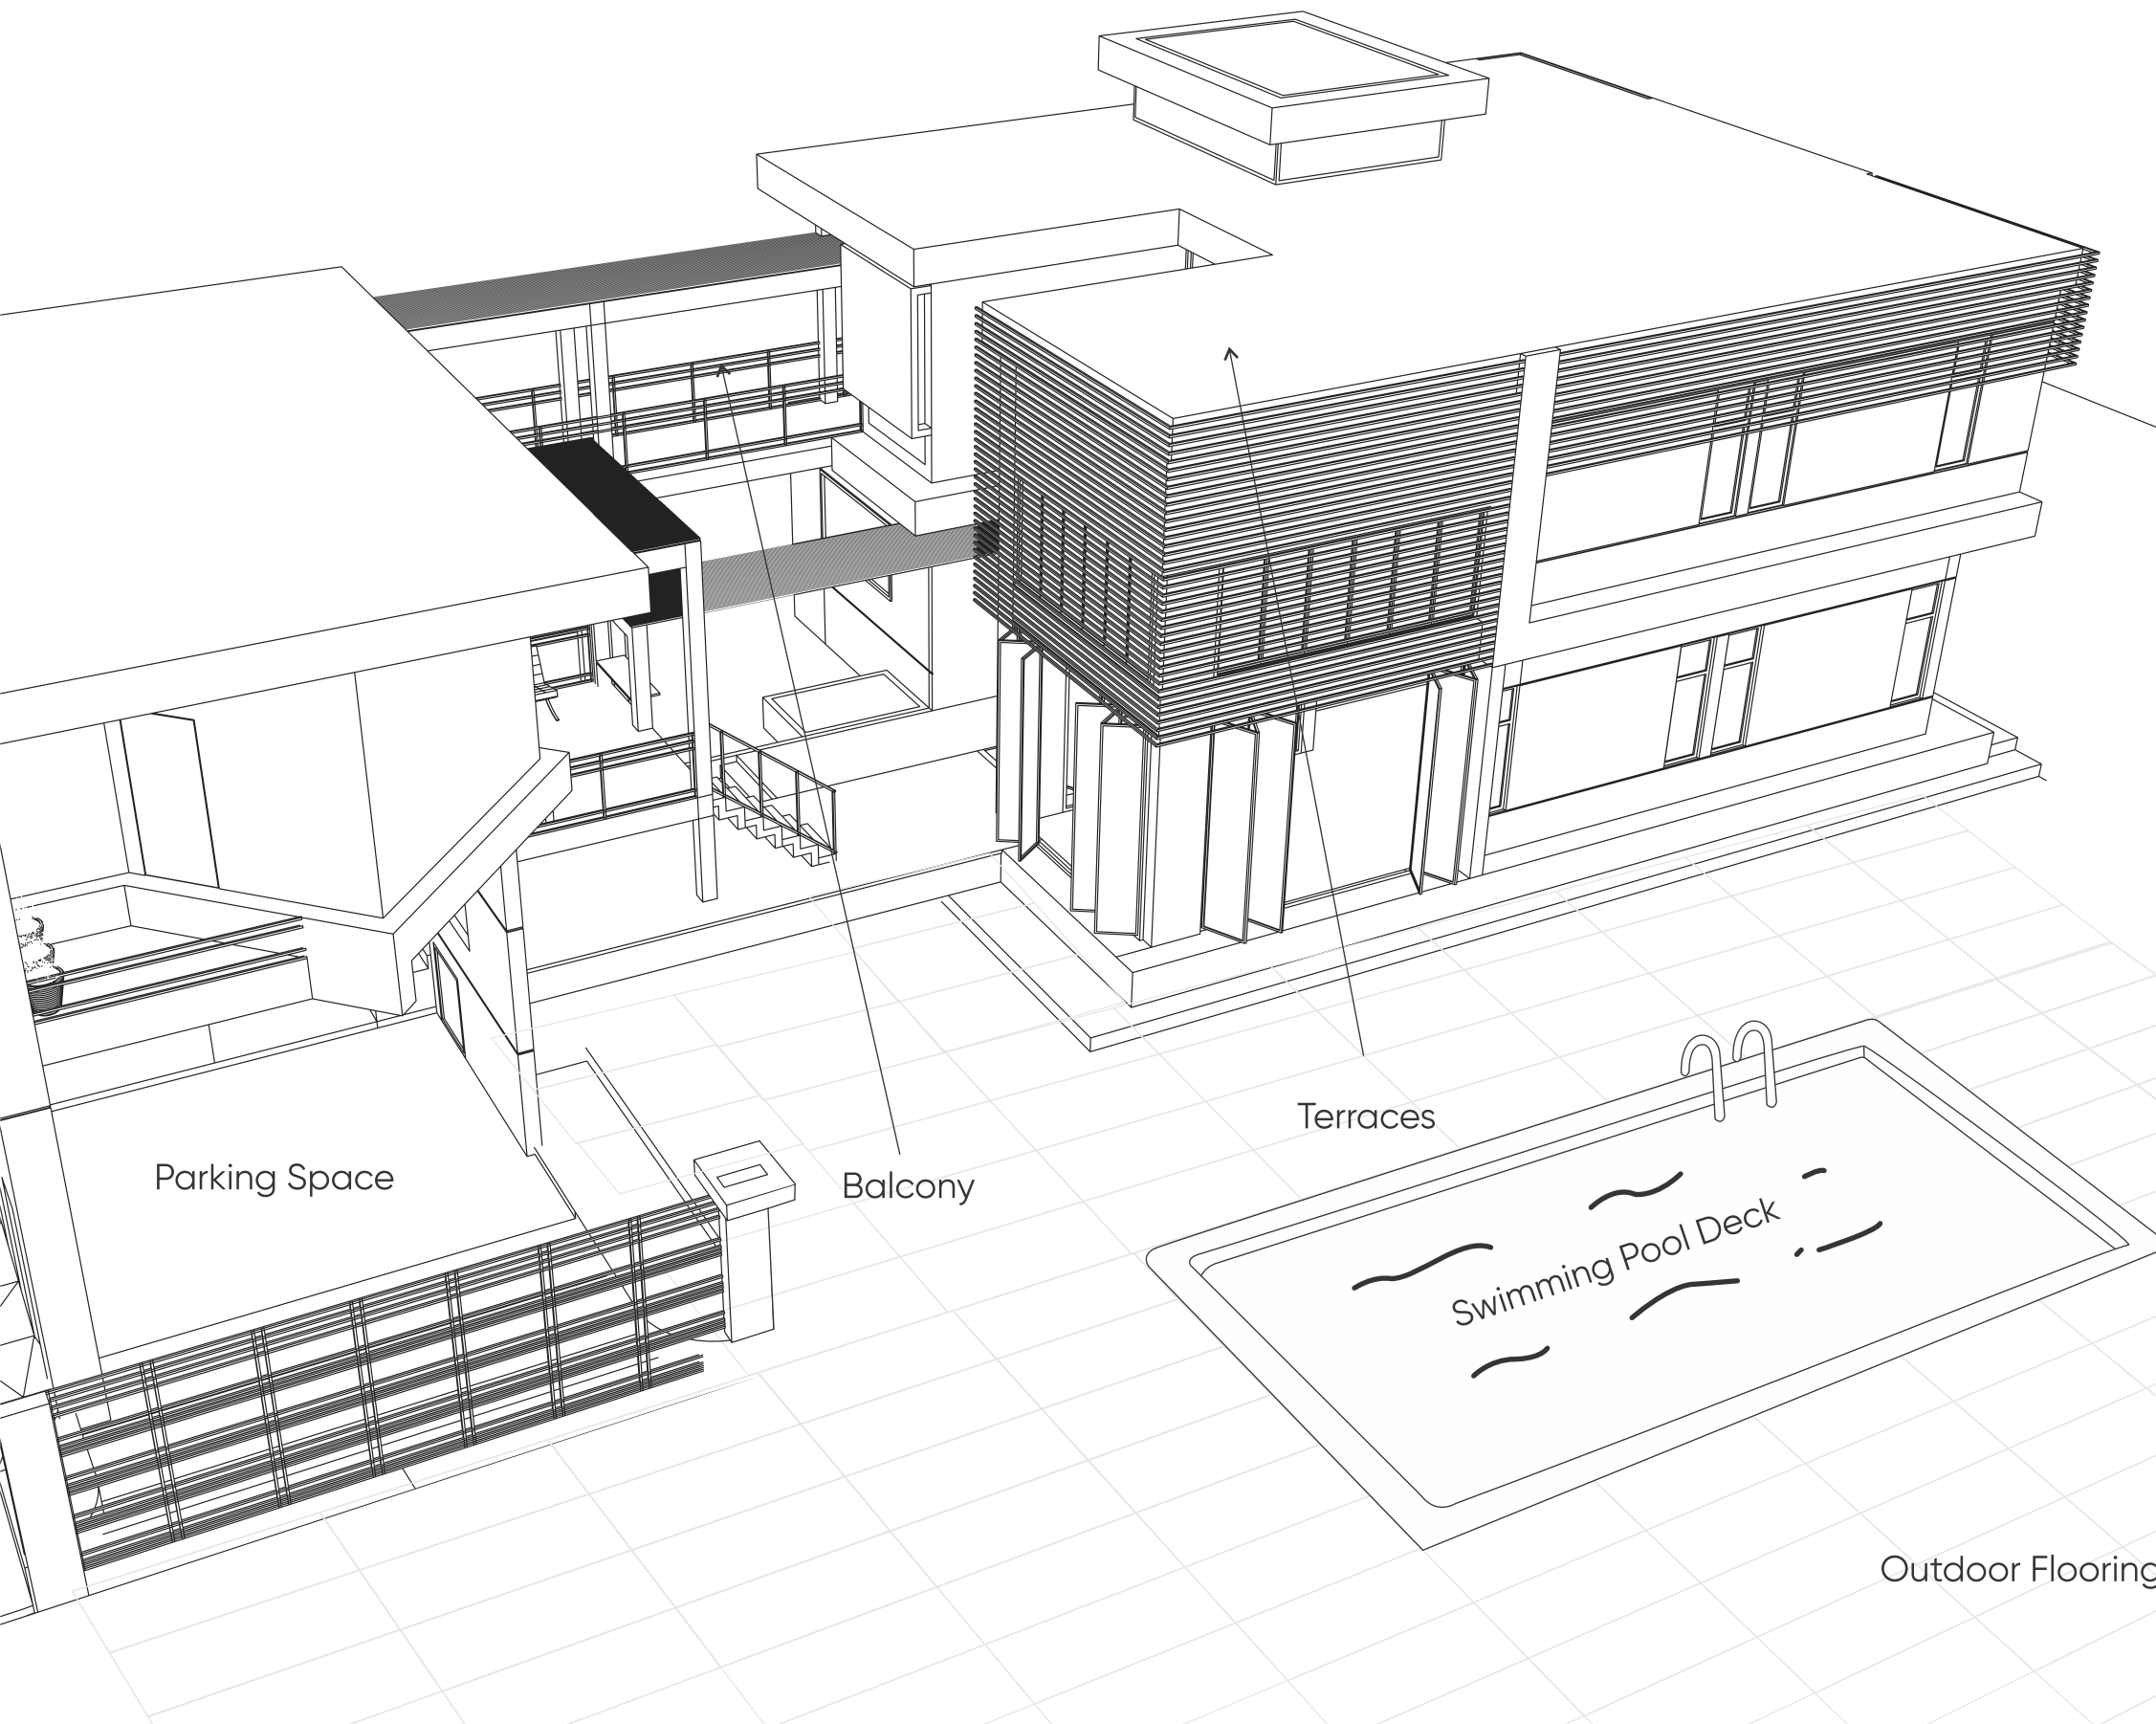 Terraces
Parking Space
Balcony
Swimming Pool Deck
Outdoor Flooring